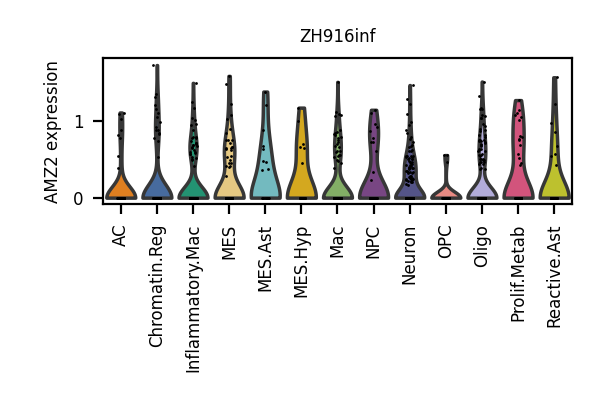 ZH916inf
AMZ2 expression
1
0
AC
Chromatin.Reg
Inflammatory.Mac
MES
MES.Ast
MES.Hyp
Mac
NPC
Neuron
OPC
Oligo
Prolif.Metab
Reactive.Ast